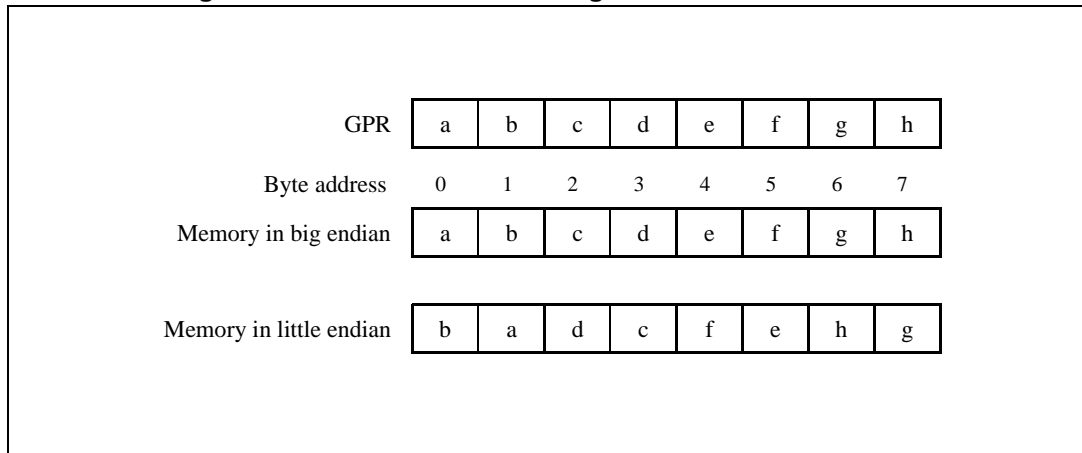 GPR a b c d e f g h
Byte address 0 1 2 3 4 5 6 7
Memory in big endian a b c d e f g h
Memory in little endian b a d c f e h g